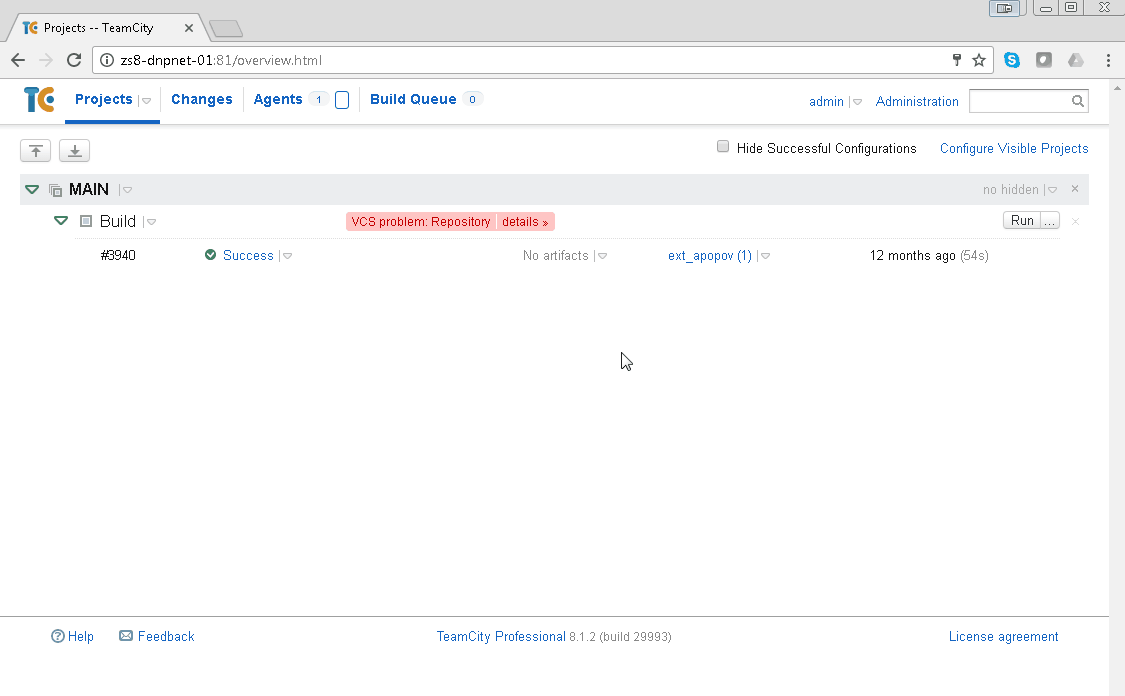 Projects -- TeamCity
zs8-dnpnet-01:81/overview.html
TC Projects Changes Agents 1 Build Queue 0 admin Administration
Hide Successful Configurations Configure Visible Projects
MAIN no hidden
Build VCS problem: Repository details » Run ...
#3940 Success No artifacts ext_apopov (1) 12 months ago (54s)
Help Feedback TeamCity Professional 8.1.2 (build 29993) License agreement